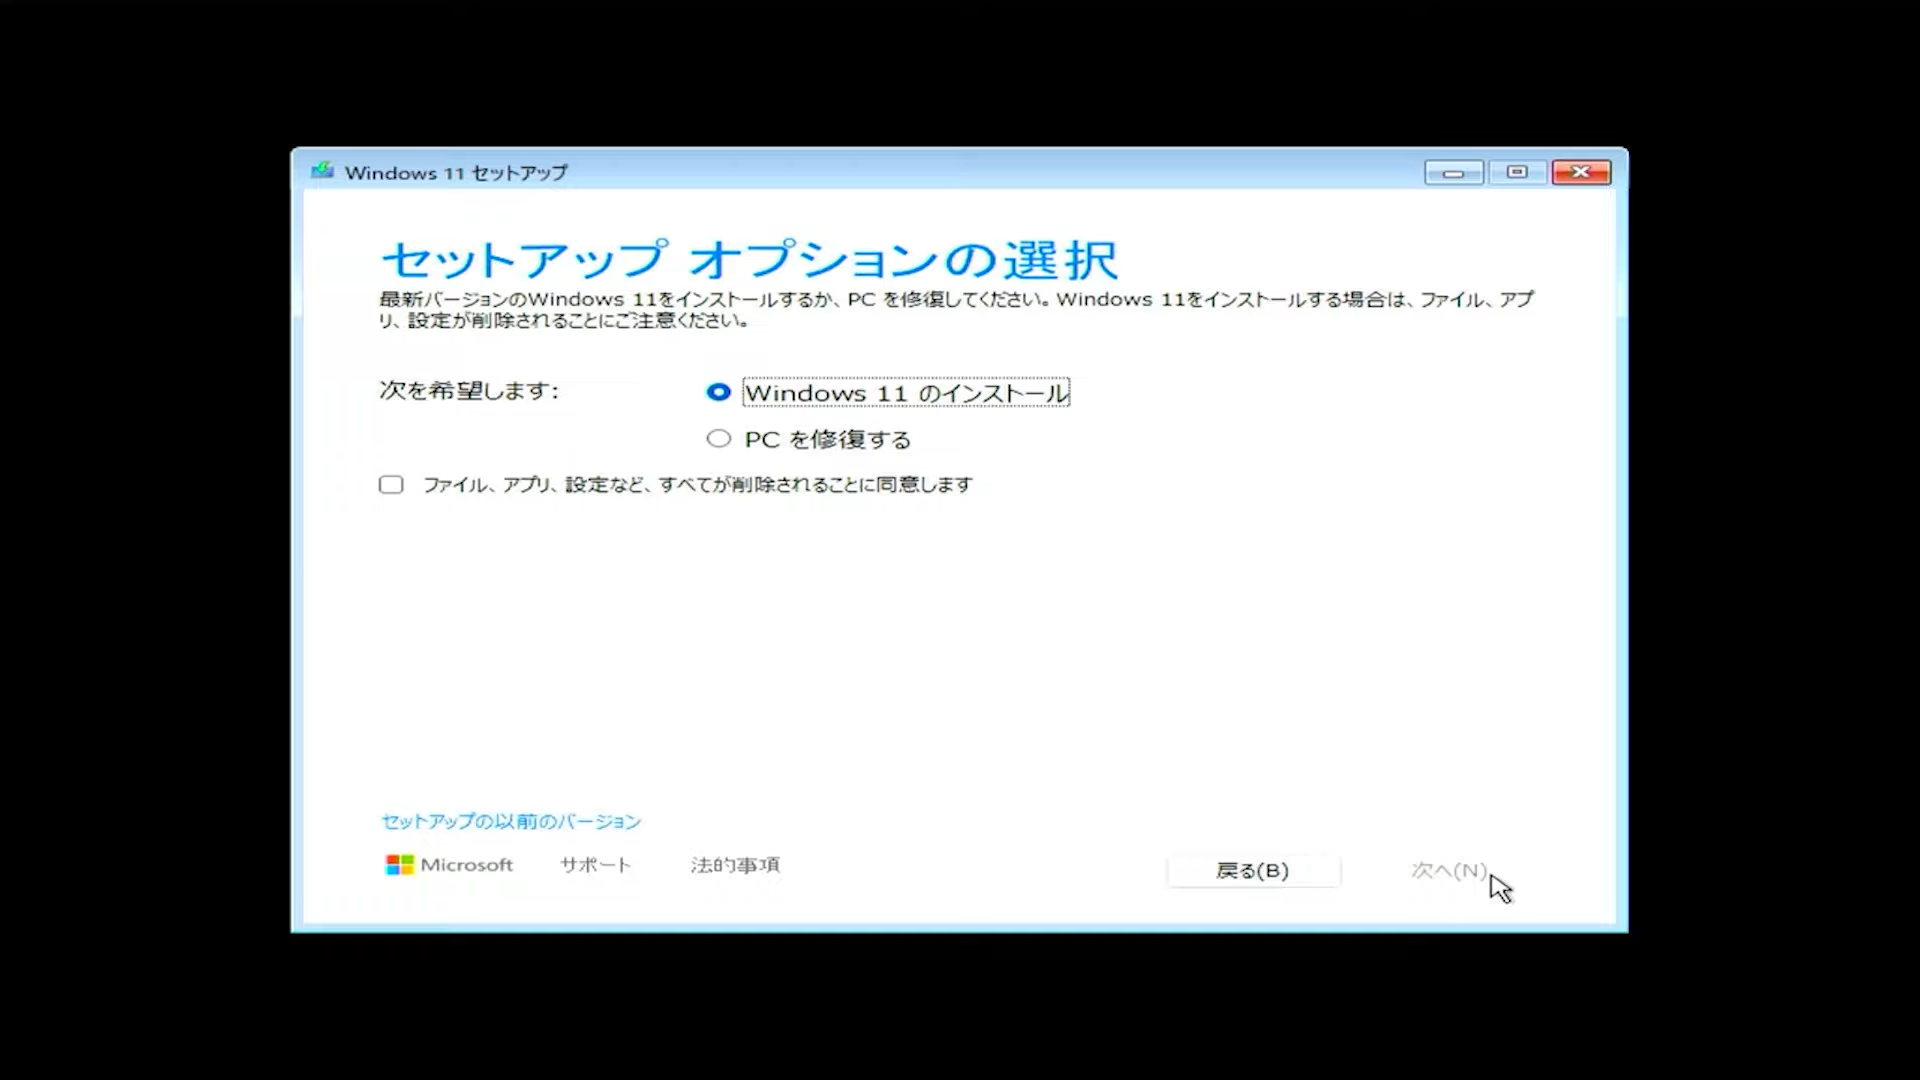 Windows 11 セットアップ
セットアップ オプションの選択
最新バージョンのWindows 11をインストールするか、PC を修復してください。Windows 11をインストールする場合は、ファイル、アプ
リ、設定が削除されることにご注意ください。
次を希望します:
Windows 11 のインストール
PC を修復する
ファイル、アプリ、設定など、すべてが削除されることに同意します
セットアップの以前のバージョン
Microsoft サポート 法的事項
戻る(B) 次へ(N)